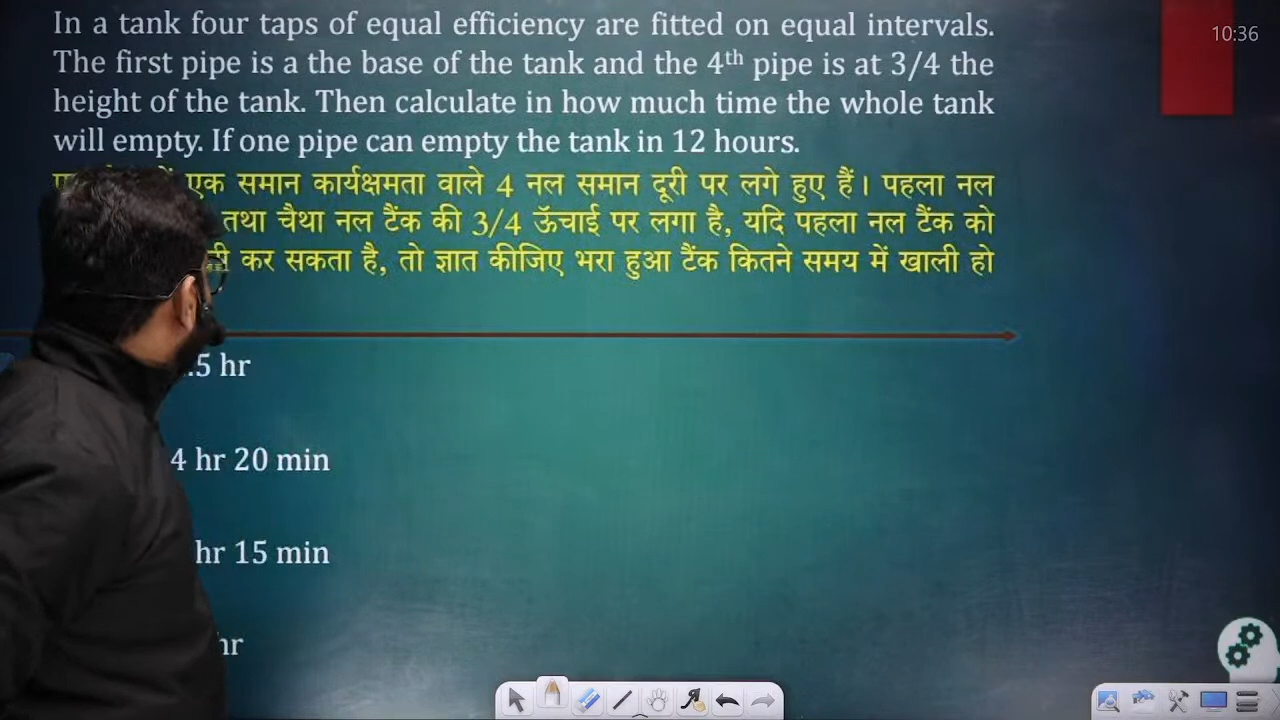 In a tank four taps of equal efficiency are fitted on equal intervals.
10:36
The first pipe is a the base of the tank and the 4th pipe is at 3/4 the
height of the tank. Then calculate in how much time the whole tank
will empty. If one pipe can empty the tank in 12 hours.
एक समान कार्यक्षमता वाले 4 नल समान दूरी पर लगे हुए हैं। पहला नल
तथा चैथा नल टैंक की 3/4 ऊॅंचाई पर लगा है, यदि पहला नल टैंक को
कर सकता है, तो ज्ञात कीजिए भरा हुआ टैंक कितने समय में खाली हो
.5 hr
4 hr 20 min
hr 15 min
hr